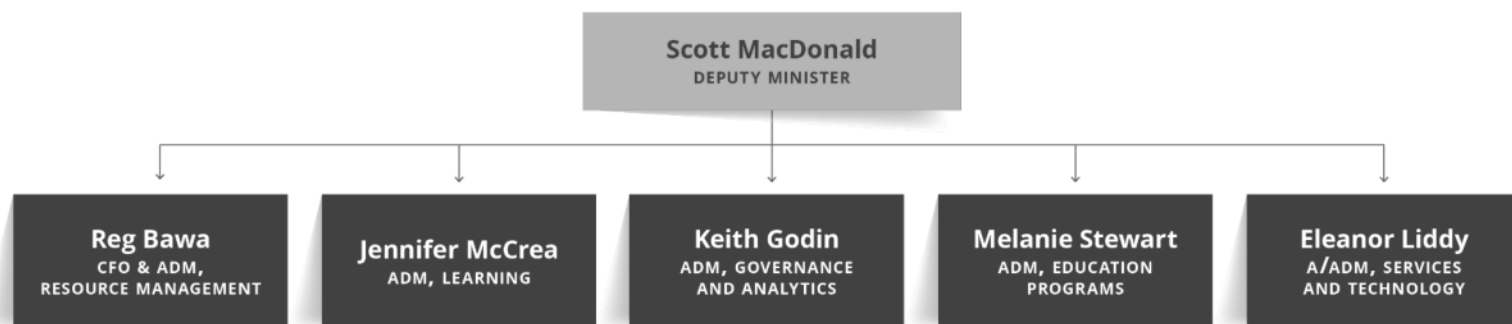 Scott MacDonald
DEPUTY MINISTER
Reg Bawa
CFO & ADM,
RESOURCE MANAGEMENT
Jennifer McCrea
ADM, LEARNING
Keith Godin
ADM, GOVERNANCE
AND ANALYTICS
Melanie Stewart
ADM, EDUCATION
PROGRAMS
Eleanor Liddy
A/ADM, SERVICES
AND TECHNOLOGY